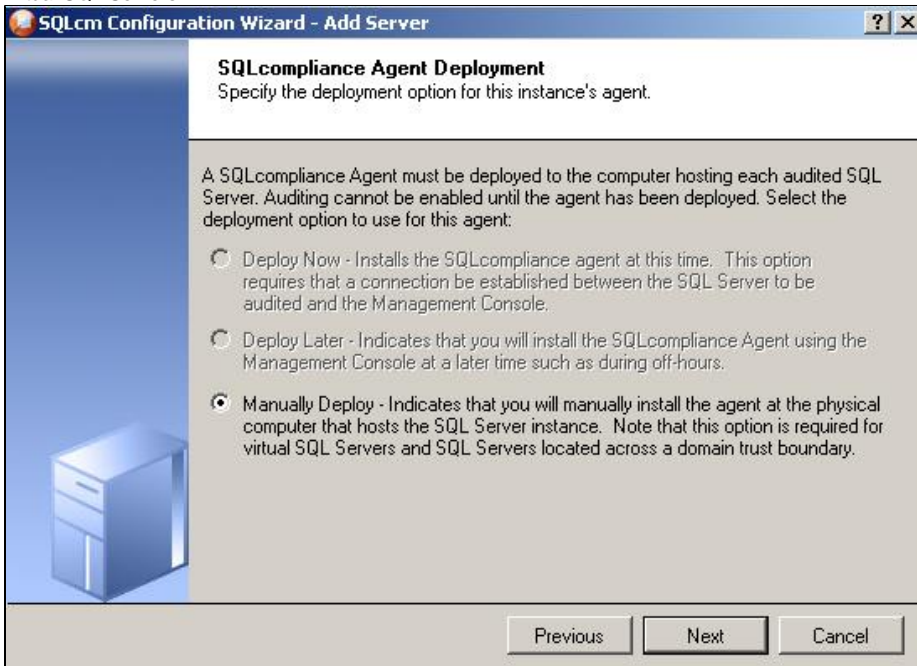 SQLcm Configuration Wizard - Add Server
SQLcompliance Agent Deployment
Specify the deployment option for this instance's agent.
A SQLcompliance Agent must be deployed to the computer hosting each audited SQL
Server. Auditing cannot be enabled until the agent has been deployed. Select the
deployment option to use for this agent:
Deploy Now - Installs the SQLcompliance agent at this time. This option
requires that a connection be established between the SQL Server to be
audited and the Management Console.
Deploy Later - Indicates that you will install the SQLcompliance Agent using the
Management Console at a later time such as during off-hours.
Manually Deploy - Indicates that you will manually install the agent at the physical
computer that hosts the SQL Server instance. Note that this option is required for
virtual SQL Servers and SQL Servers located across a domain trust boundary.
Previous Next Cancel